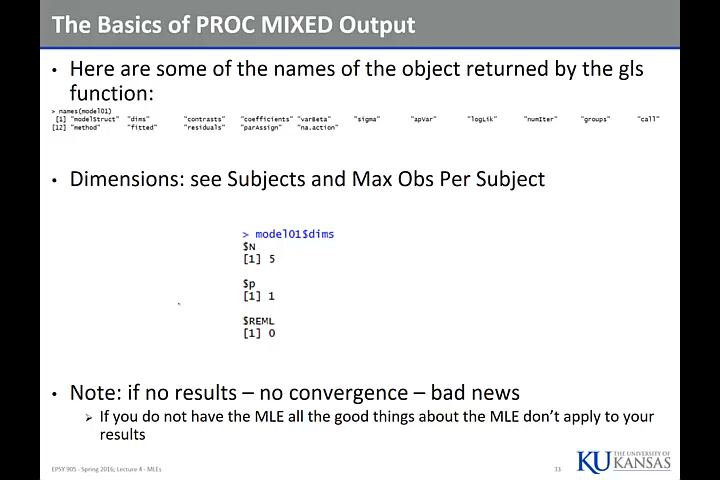 The Basics of PROC MIXED Output
• Here are some of the names of the object returned by the gls
function:
> names(model01)
[1] "modelStruct" "dims" "contrasts" "coefficients" "varBeta" "sigma" "apVar" "logLik" "numIter" "groups" "call"
[12] "method" "fitted" "residuals" "parAssign" "na.action"
• Dimensions: see Subjects and Max Obs Per Subject
> model01$dims
$N
[1] 5
$p
[1] 1
$REML
[1] 0
• Note: if no results – no convergence – bad news
➢ If you do not have the MLE all the good things about the MLE don't apply to your
results
EPSY 905 - Spring 2016; Lecture 4 - MLEs
33
KU THE UNIVERSITY OF
KANSAS